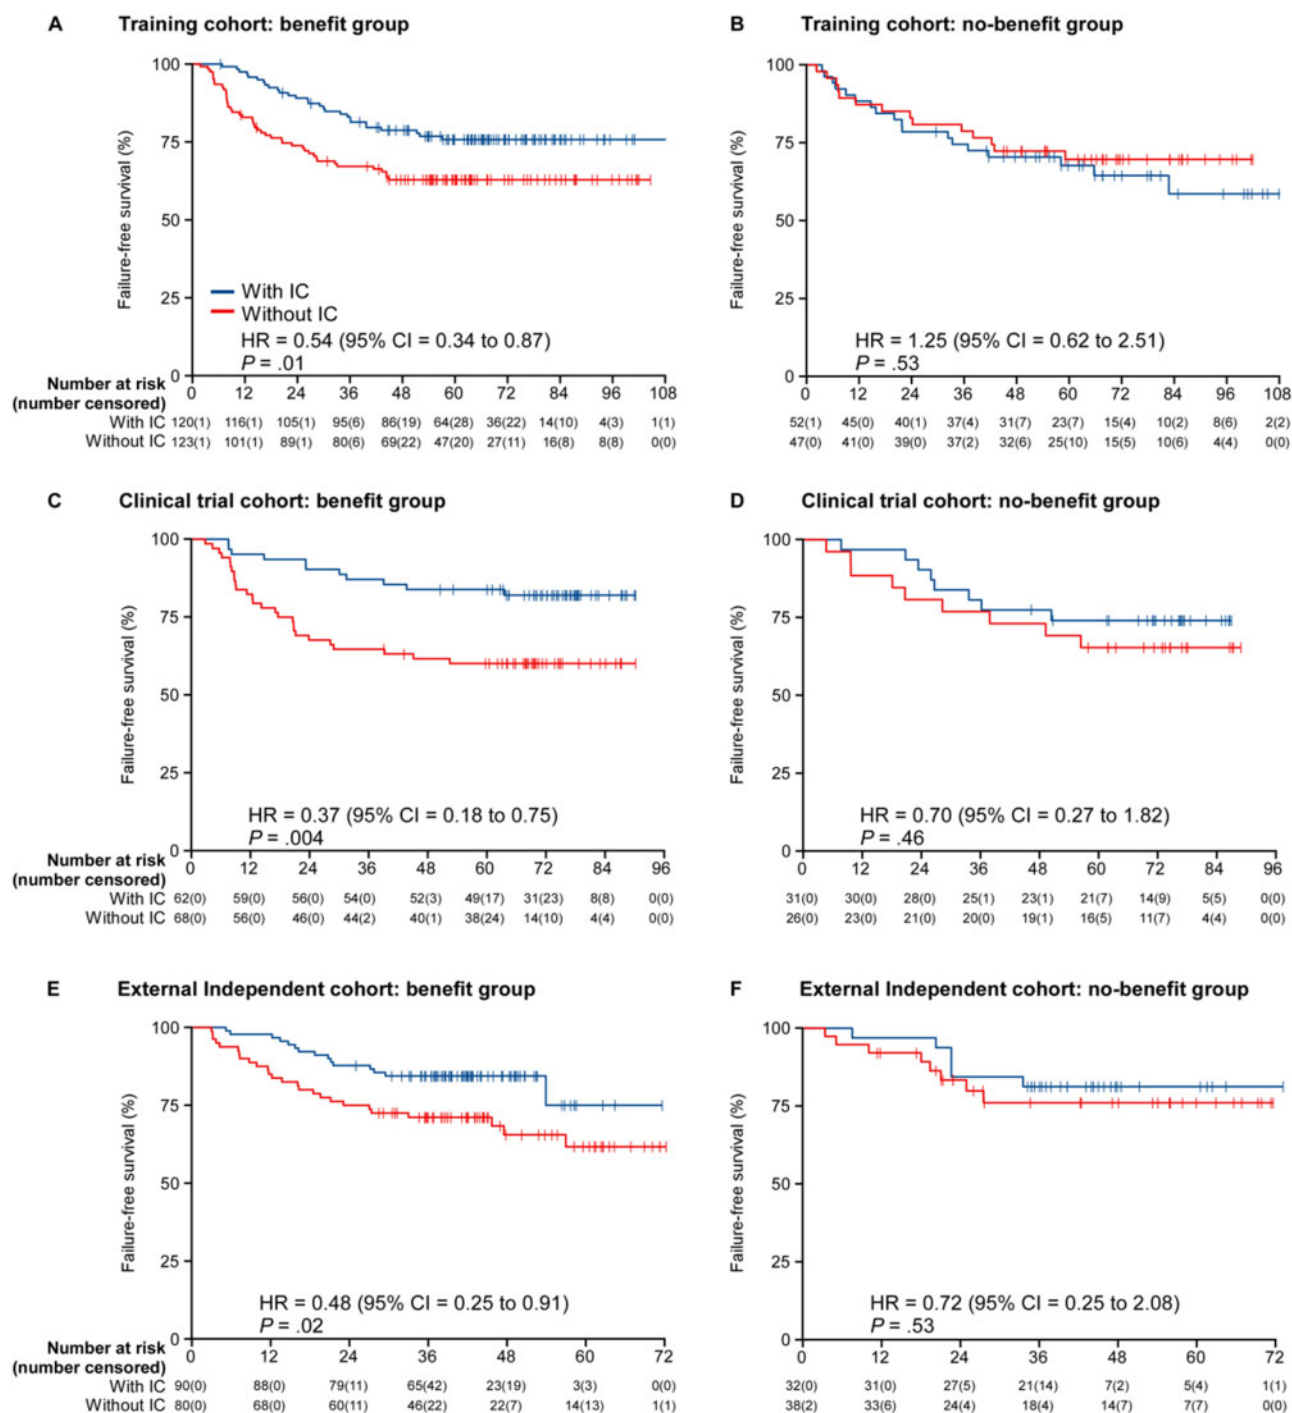 A Training cohort: benefit group
100
75
50
25
0
Failure-free survival (%)
With IC
Without IC
HR = 0.54 (95% CI = 0.34 to 0.87)
P = .01
0 12 24 36 48 60 72 84 96 108
Number at risk
(number censored)
With IC 120(1) 116(1) 105(1) 95(6) 86(19) 64(28) 36(22) 14(10) 4(3) 1(1)
Without IC 123(1) 101(1) 89(1) 80(6) 69(22) 47(20) 27(11) 16(8) 8(8) 0(0)
B Training cohort: no-benefit group
100
75
50
25
0
Failure-free survival (%)
HR = 1.25 (95% CI = 0.62 to 2.51)
P = .53
0 12 24 36 48 60 72 84 96 108
52(1) 45(0) 40(1) 37(4) 31(7) 23(7) 15(4) 10(2) 8(6) 2(2)
47(0) 41(0) 39(0) 37(2) 32(6) 25(10) 15(5) 10(6) 4(4) 0(0)
C Clinical trial cohort: benefit group
100
75
50
25
0
Failure-free survival (%)
HR = 0.37 (95% CI = 0.18 to 0.75)
P = .004
0 12 24 36 48 60 72 84 96
Number at risk
(number censored)
With IC 62(0) 59(0) 56(0) 54(0) 52(3) 49(17) 31(23) 8(8) 0(0)
Without IC 68(0) 56(0) 46(0) 44(2) 40(1) 38(24) 14(10) 4(4) 0(0)
D Clinical trial cohort: no-benefit group
100
75
50
25
0
Failure-free survival (%)
HR = 0.70 (95% CI = 0.27 to 1.82)
P = .46
0 12 24 36 48 60 72 84 96
31(0) 30(0) 28(0) 25(1) 23(1) 21(7) 14(9) 5(5) 0(0)
26(0) 23(0) 21(0) 20(0) 19(1) 16(5) 11(7) 4(4) 0(0)
E External Independent cohort: benefit group
100
75
50
25
0
Failure-free survival (%)
HR = 0.48 (95% CI = 0.25 to 0.91)
P = .02
0 12 24 36 48 60 72
Number at risk
(number censored)
With IC 90(0) 88(0) 79(11) 65(42) 23(19) 3(3) 0(0)
Without IC 80(0) 68(0) 60(11) 46(22) 22(7) 14(13) 1(1)
F External Independent cohort: no-benefit group
100
75
50
25
0
Failure-free survival (%)
HR = 0.72 (95% CI = 0.25 to 2.08)
P = .53
0 12 24 36 48 60 72
32(0) 31(0) 27(5) 21(14) 7(2) 5(4) 1(1)
38(2) 33(6) 24(4) 18(4) 14(7) 7(7) 0(0)